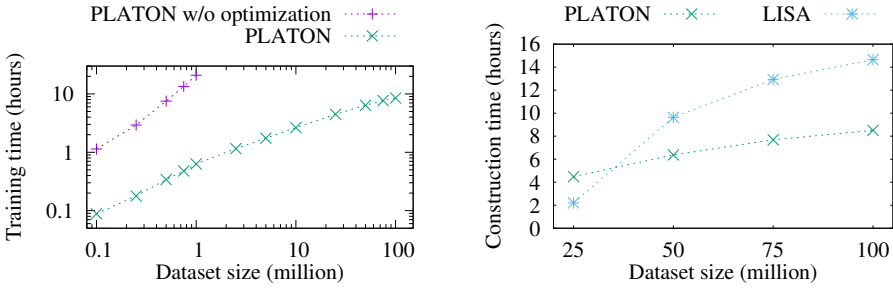 PLATON w/o optimization
PLATON
Training time (hours)
10
1
0.1
0.1 1 10 100
Dataset size (million)
PLATON LISA
Construction time (hours)
16
14
12
10
8
6
4
2
0
25 50 75 100
Dataset size (million)